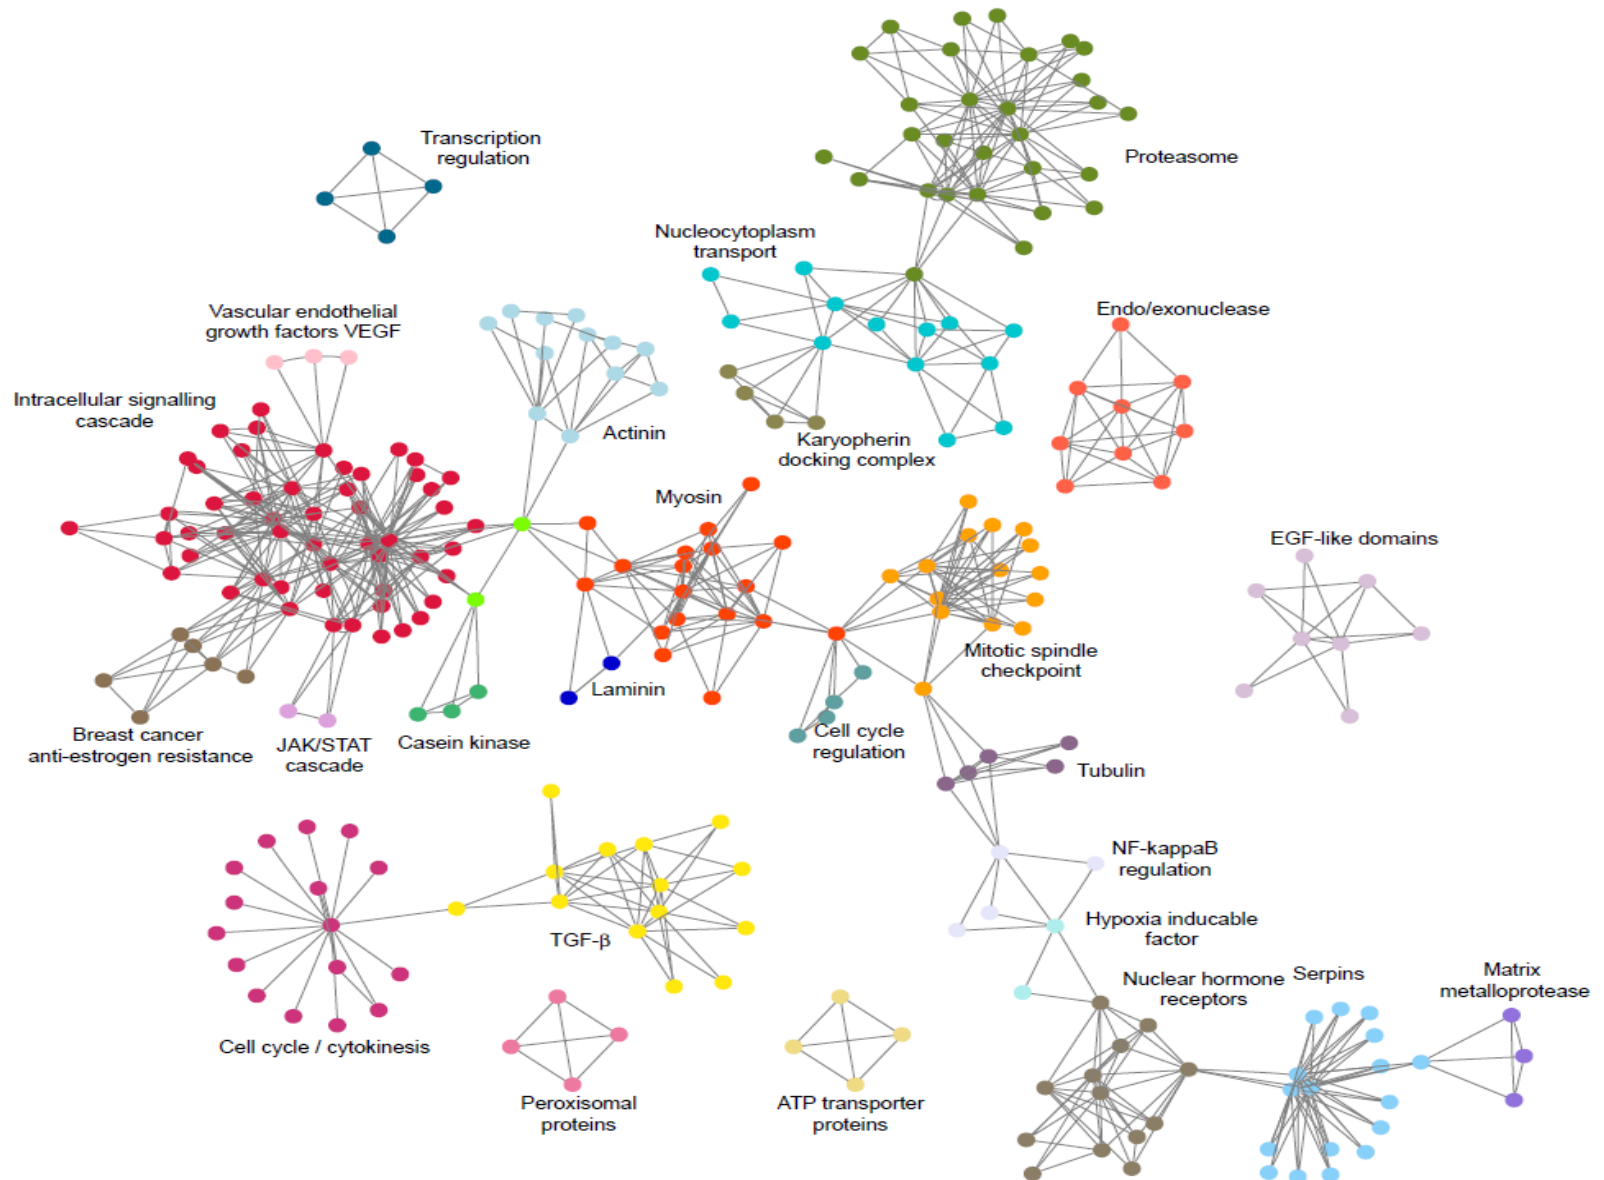 Transcription
regulation
Proteasome
Nucleocytoplasm
transport
Vascular endothelial
growth factors VEGF
Endo/exonuclease
Intracellular signalling
cascade
Actinin
Karyopherin
docking complex
Myosin
EGF-like domains
Mitotic spindle
checkpoint
Laminin
Breast cancer
anti-estrogen resistance
JAK/STAT
cascade
Casein kinase
Cell cycle
regulation
Tubulin
NF-kappaB
regulation
TGF-β
Hypoxia inducable
factor
Nuclear hormone
receptors
Serpins
Matrix
metalloprotease
Cell cycle / cytokinesis
Peroxisomal
proteins
ATP transporter
proteins